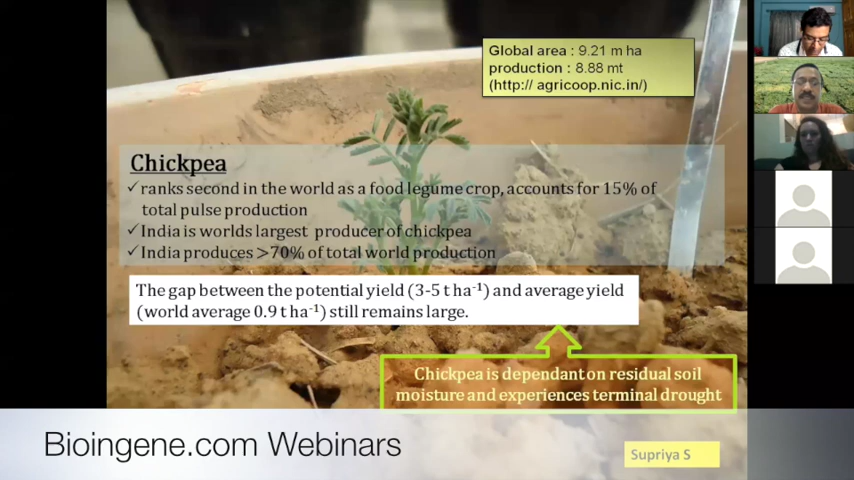 Global area : 9.21 m ha
production : 8.88 mt
(http// agricoop.nic.in/)
Chickpea
✓ranks second in the world as a food legume crop, accounts for 15% of
total pulse production
✓India is worlds largest producer of chickpea
✓India produces >70% of total world production
The gap between the potential yield (3-5 t ha⁻¹) and average yield
(world average 0.9 t ha⁻¹) still remains large.
Chickpea is dependant on residual soil
moisture and experiences terminal drought
Bioingene.com Webinars
Supriya S